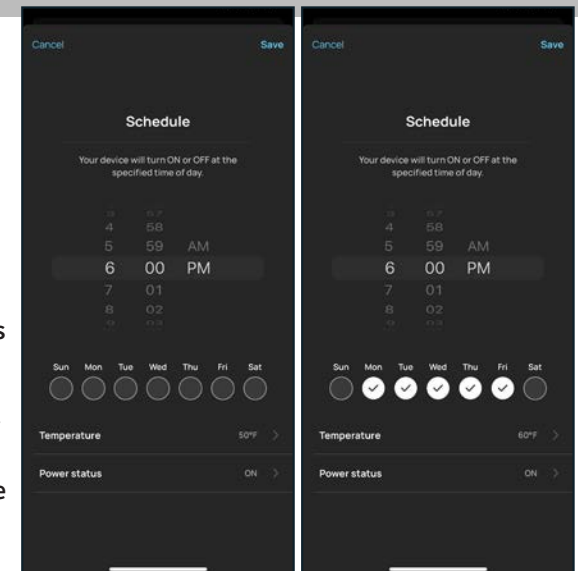 s
e
Cancel Save
Schedule
Your device will turn ON or OFF at the
specified time of day.
4 58
5 59 AM
6 00 PM
7 01
8 02
Sun Mon Tue Wed Thu Fri Sat
Temperature 50°F
Power status ON
Cancel Save
Schedule
Your device will turn ON or OFF at the
specified time of day.
4 58
5 59 AM
6 00 PM
7 01
8 02
Sun Mon Tue Wed Thu Fri Sat
Temperature 60°F
Power status ON